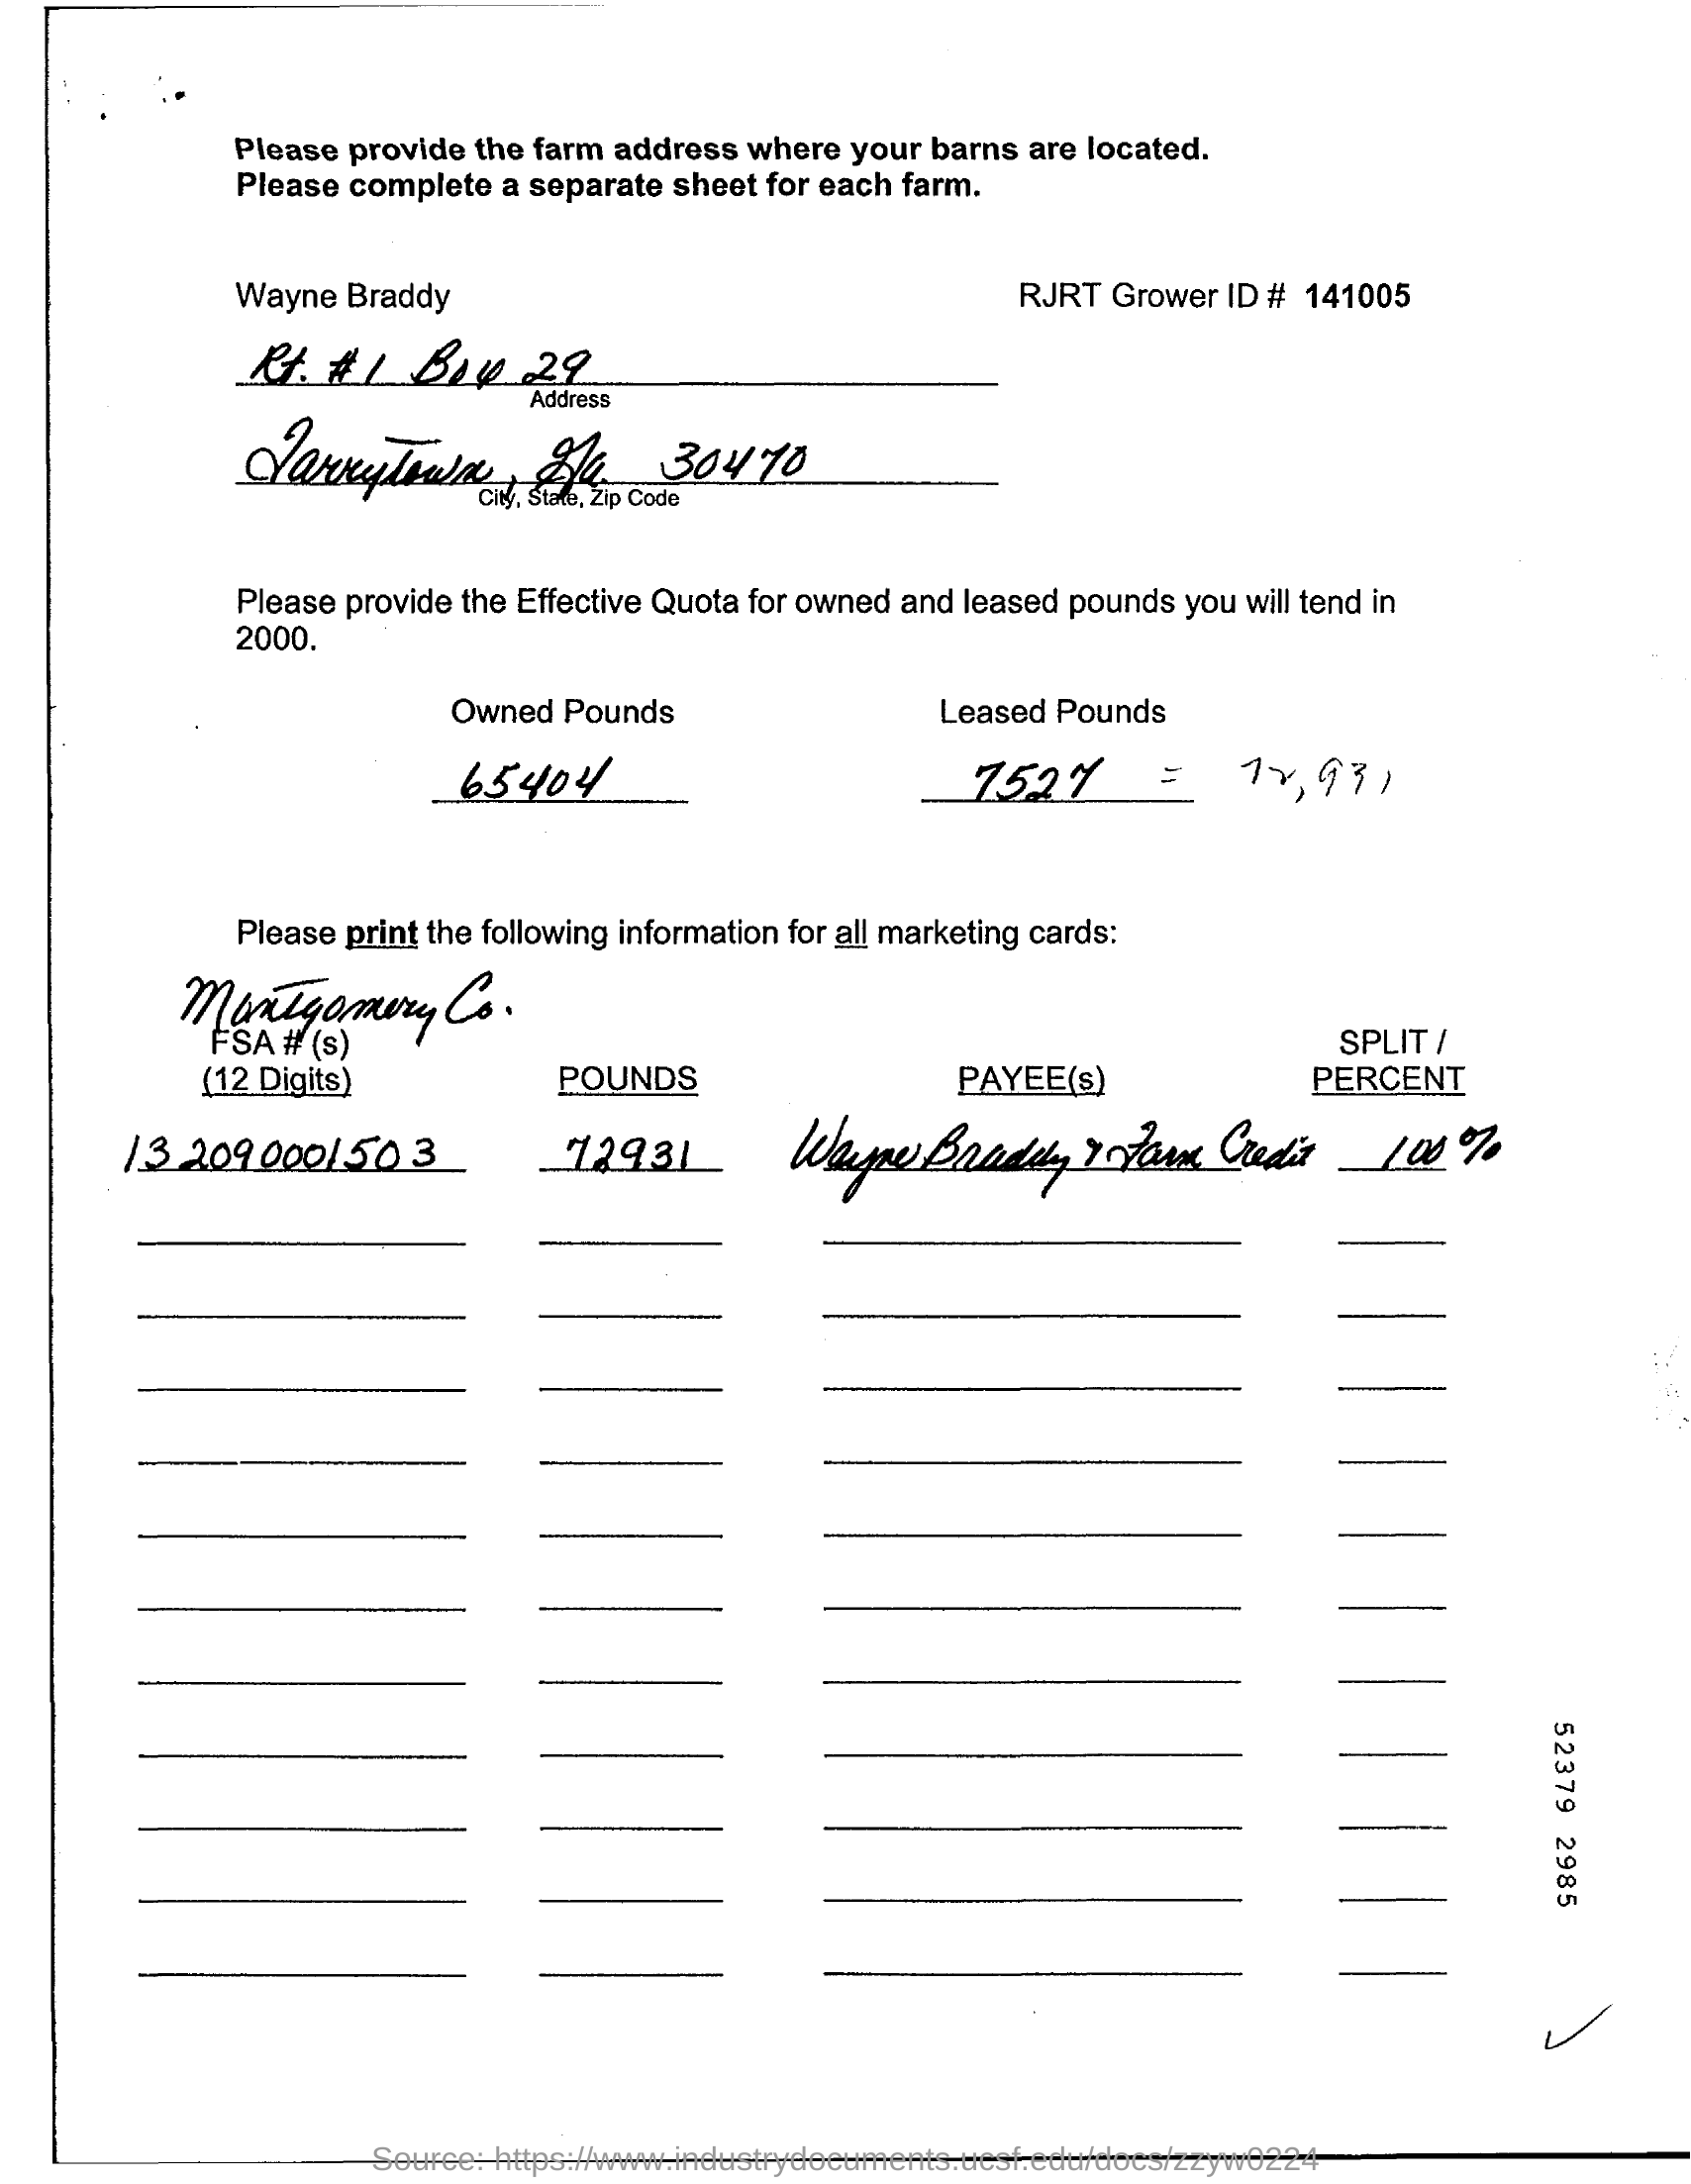 Please provide the farm address where your barns are located.
Please complete a separate sheet for each farm.
Wayne Braddy RJRT Grower ID # 141005
Rt. #1 Box 29
Address
Tarrytown, Ga. 30470
City, State, Zip Code
Please provide the Effective Quota for owned and leased pounds you will tend in
2000.
Owned Pounds Leased Pounds
65404 7527 = 72,931
Please print the following information for all marketing cards:
Montgomery Co.
FSA # (s) SPLIT /
(12 Digits) POUNDS PAYEE(s) PERCENT
132090001503 72931 Wayne Braddy & Farm Credit 100%
52379 2985
Source: https://www.industrydocuments.ucsf.edu/docs/zzyw0224